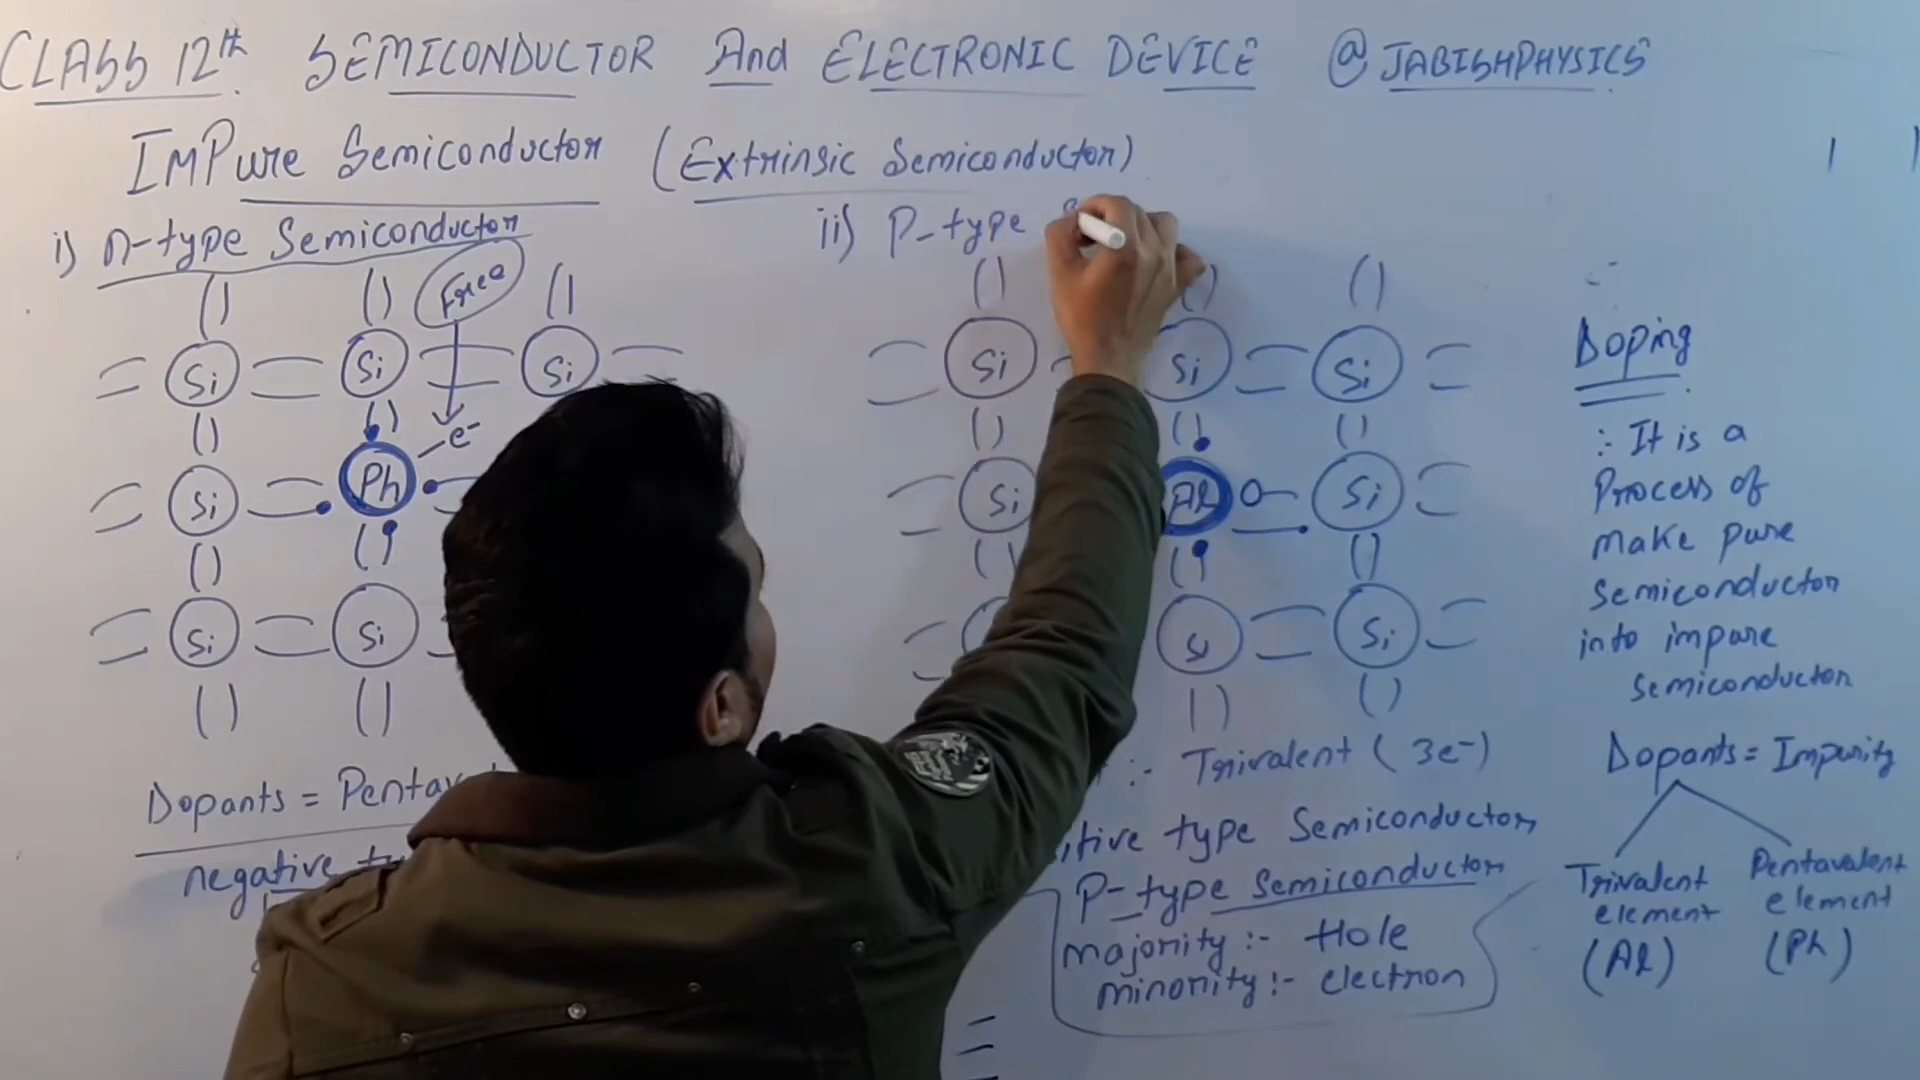 CLASS 12th SEMICONDUCTOR And ELECTRONIC DEVICE @JABISHPHYSICS
ImPure Semiconductor (Extrinsic Semiconductor)
i) n-type Semiconductor
Free
Si Si Si
e-
Si Ph
Si Si
Dopants = Pentav
negative
ii) P-type
Si Si Si
Si Al Si
Si Si
:- Trivalent (3e-)
itive type Semiconductor
P-type Semiconductor
majority :- Hole
minority :- electron
Doping
∴ It is a
Process of
make pure
Semiconductor
into impure
Semiconductor
Dopants = Impurity
Trivalent element (Al)
Pentavalent element (Ph)